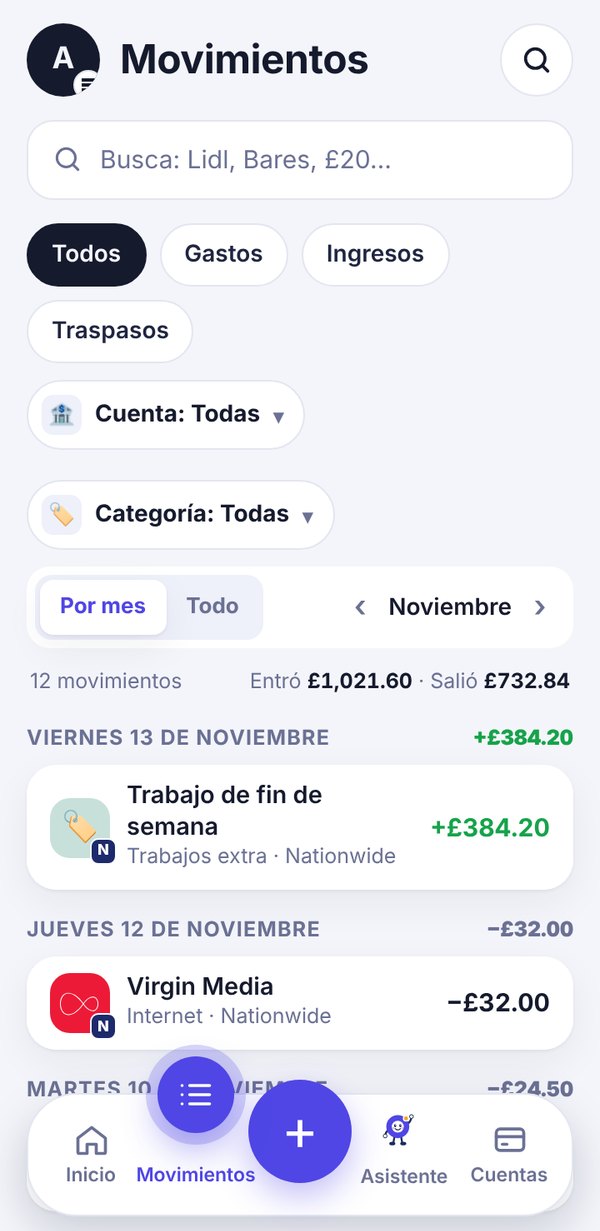 A
Movimientos
Busca: Lidl, Bares, £20...
Todos
Gastos
Ingresos
Traspasos
Cuenta: Todas ▾
Categoría: Todas ▾
Por mes
Todo
‹ Noviembre ›
12 movimientos
Entró £1,021.60 · Salió £732.84
VIERNES 13 DE NOVIEMBRE
+£384.20
Trabajo de fin de
semana
Trabajos extra · Nationwide
N
+£384.20
JUEVES 12 DE NOVIEMBRE
−£32.00
Virgin Media
Internet · Nationwide
N
−£32.00
MARTES 10
−£24.50
Inicio
Movimientos
+
Asistente
Cuentas